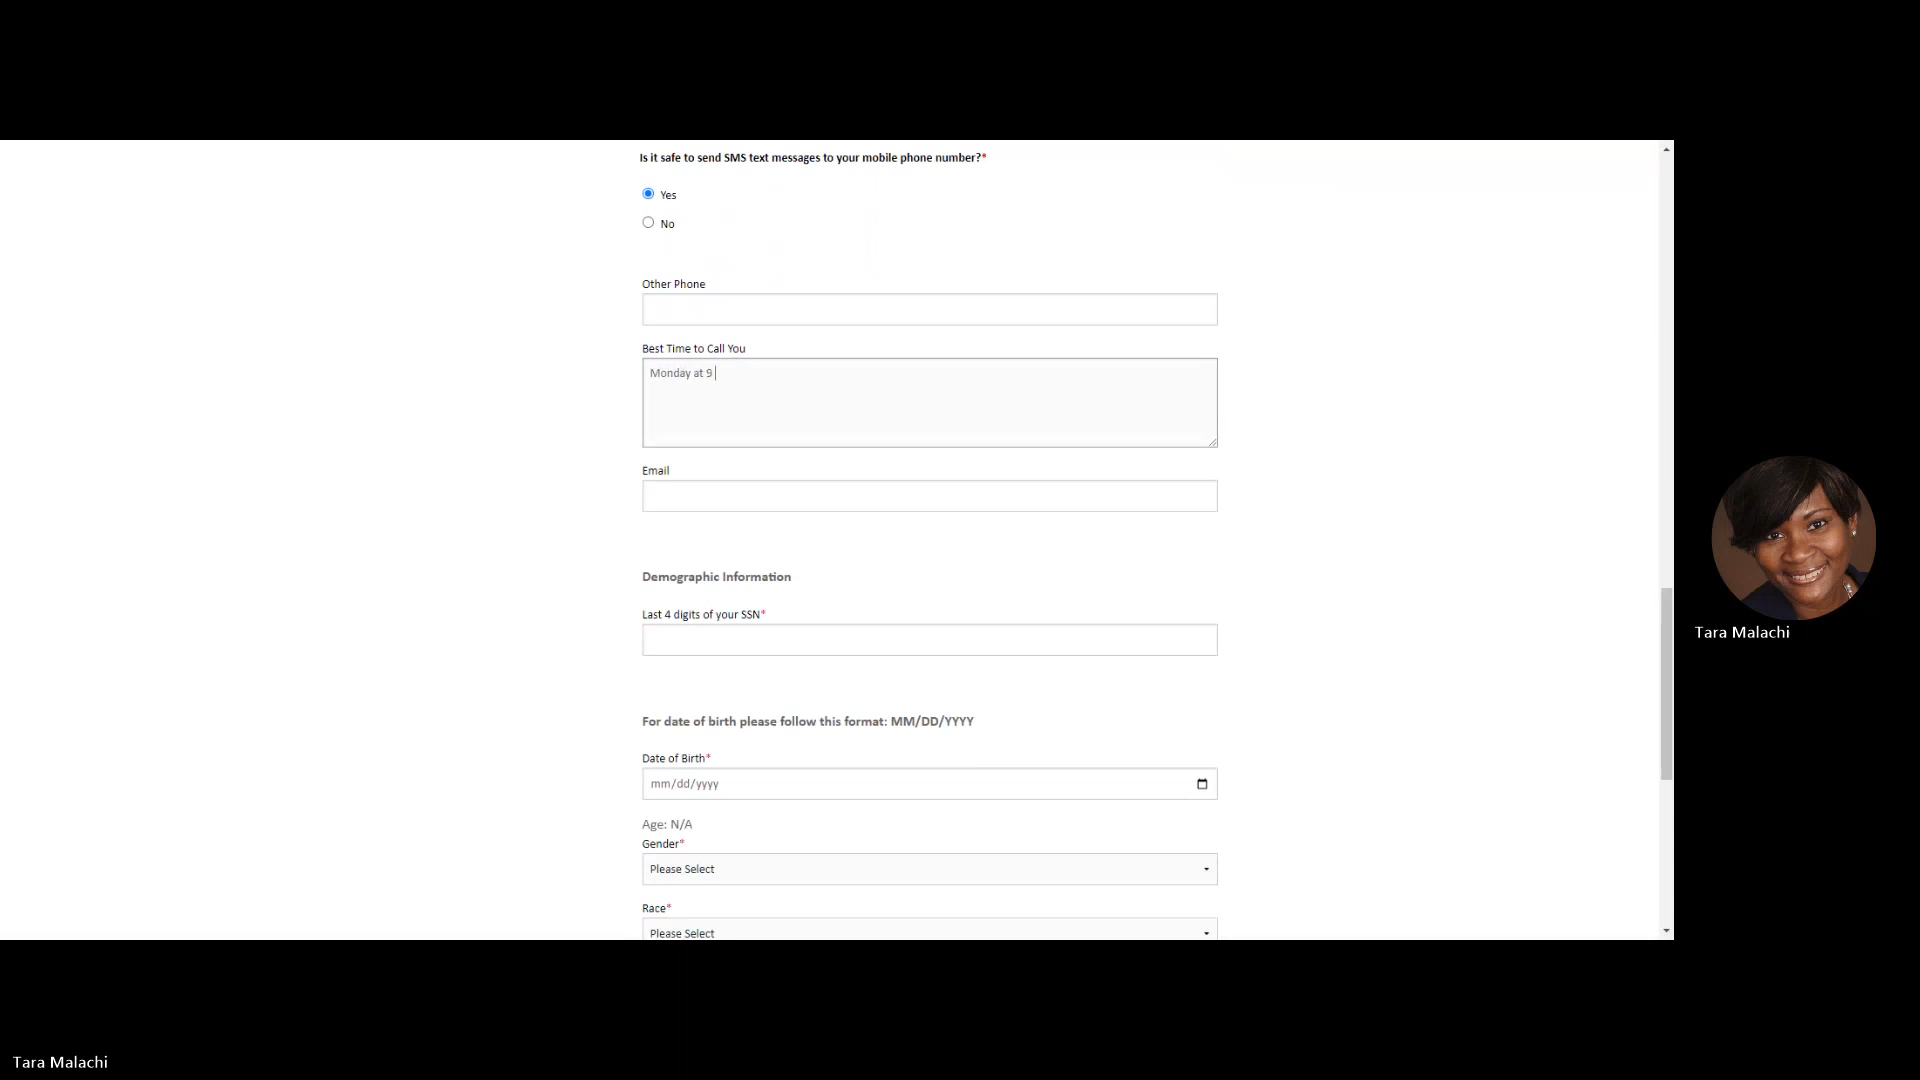 Is it safe to send SMS text messages to your mobile phone number?*
Yes
No
Other Phone
Best Time to Call You
Monday at 9
Email
Demographic Information
Last 4 digits of your SSN*
For date of birth please follow this format: MM/DD/YYYY
Date of Birth*
mm/dd/yyyy
Age: N/A
Gender*
Please Select
Race*
Please Select
Tara Malachi
Tara Malachi